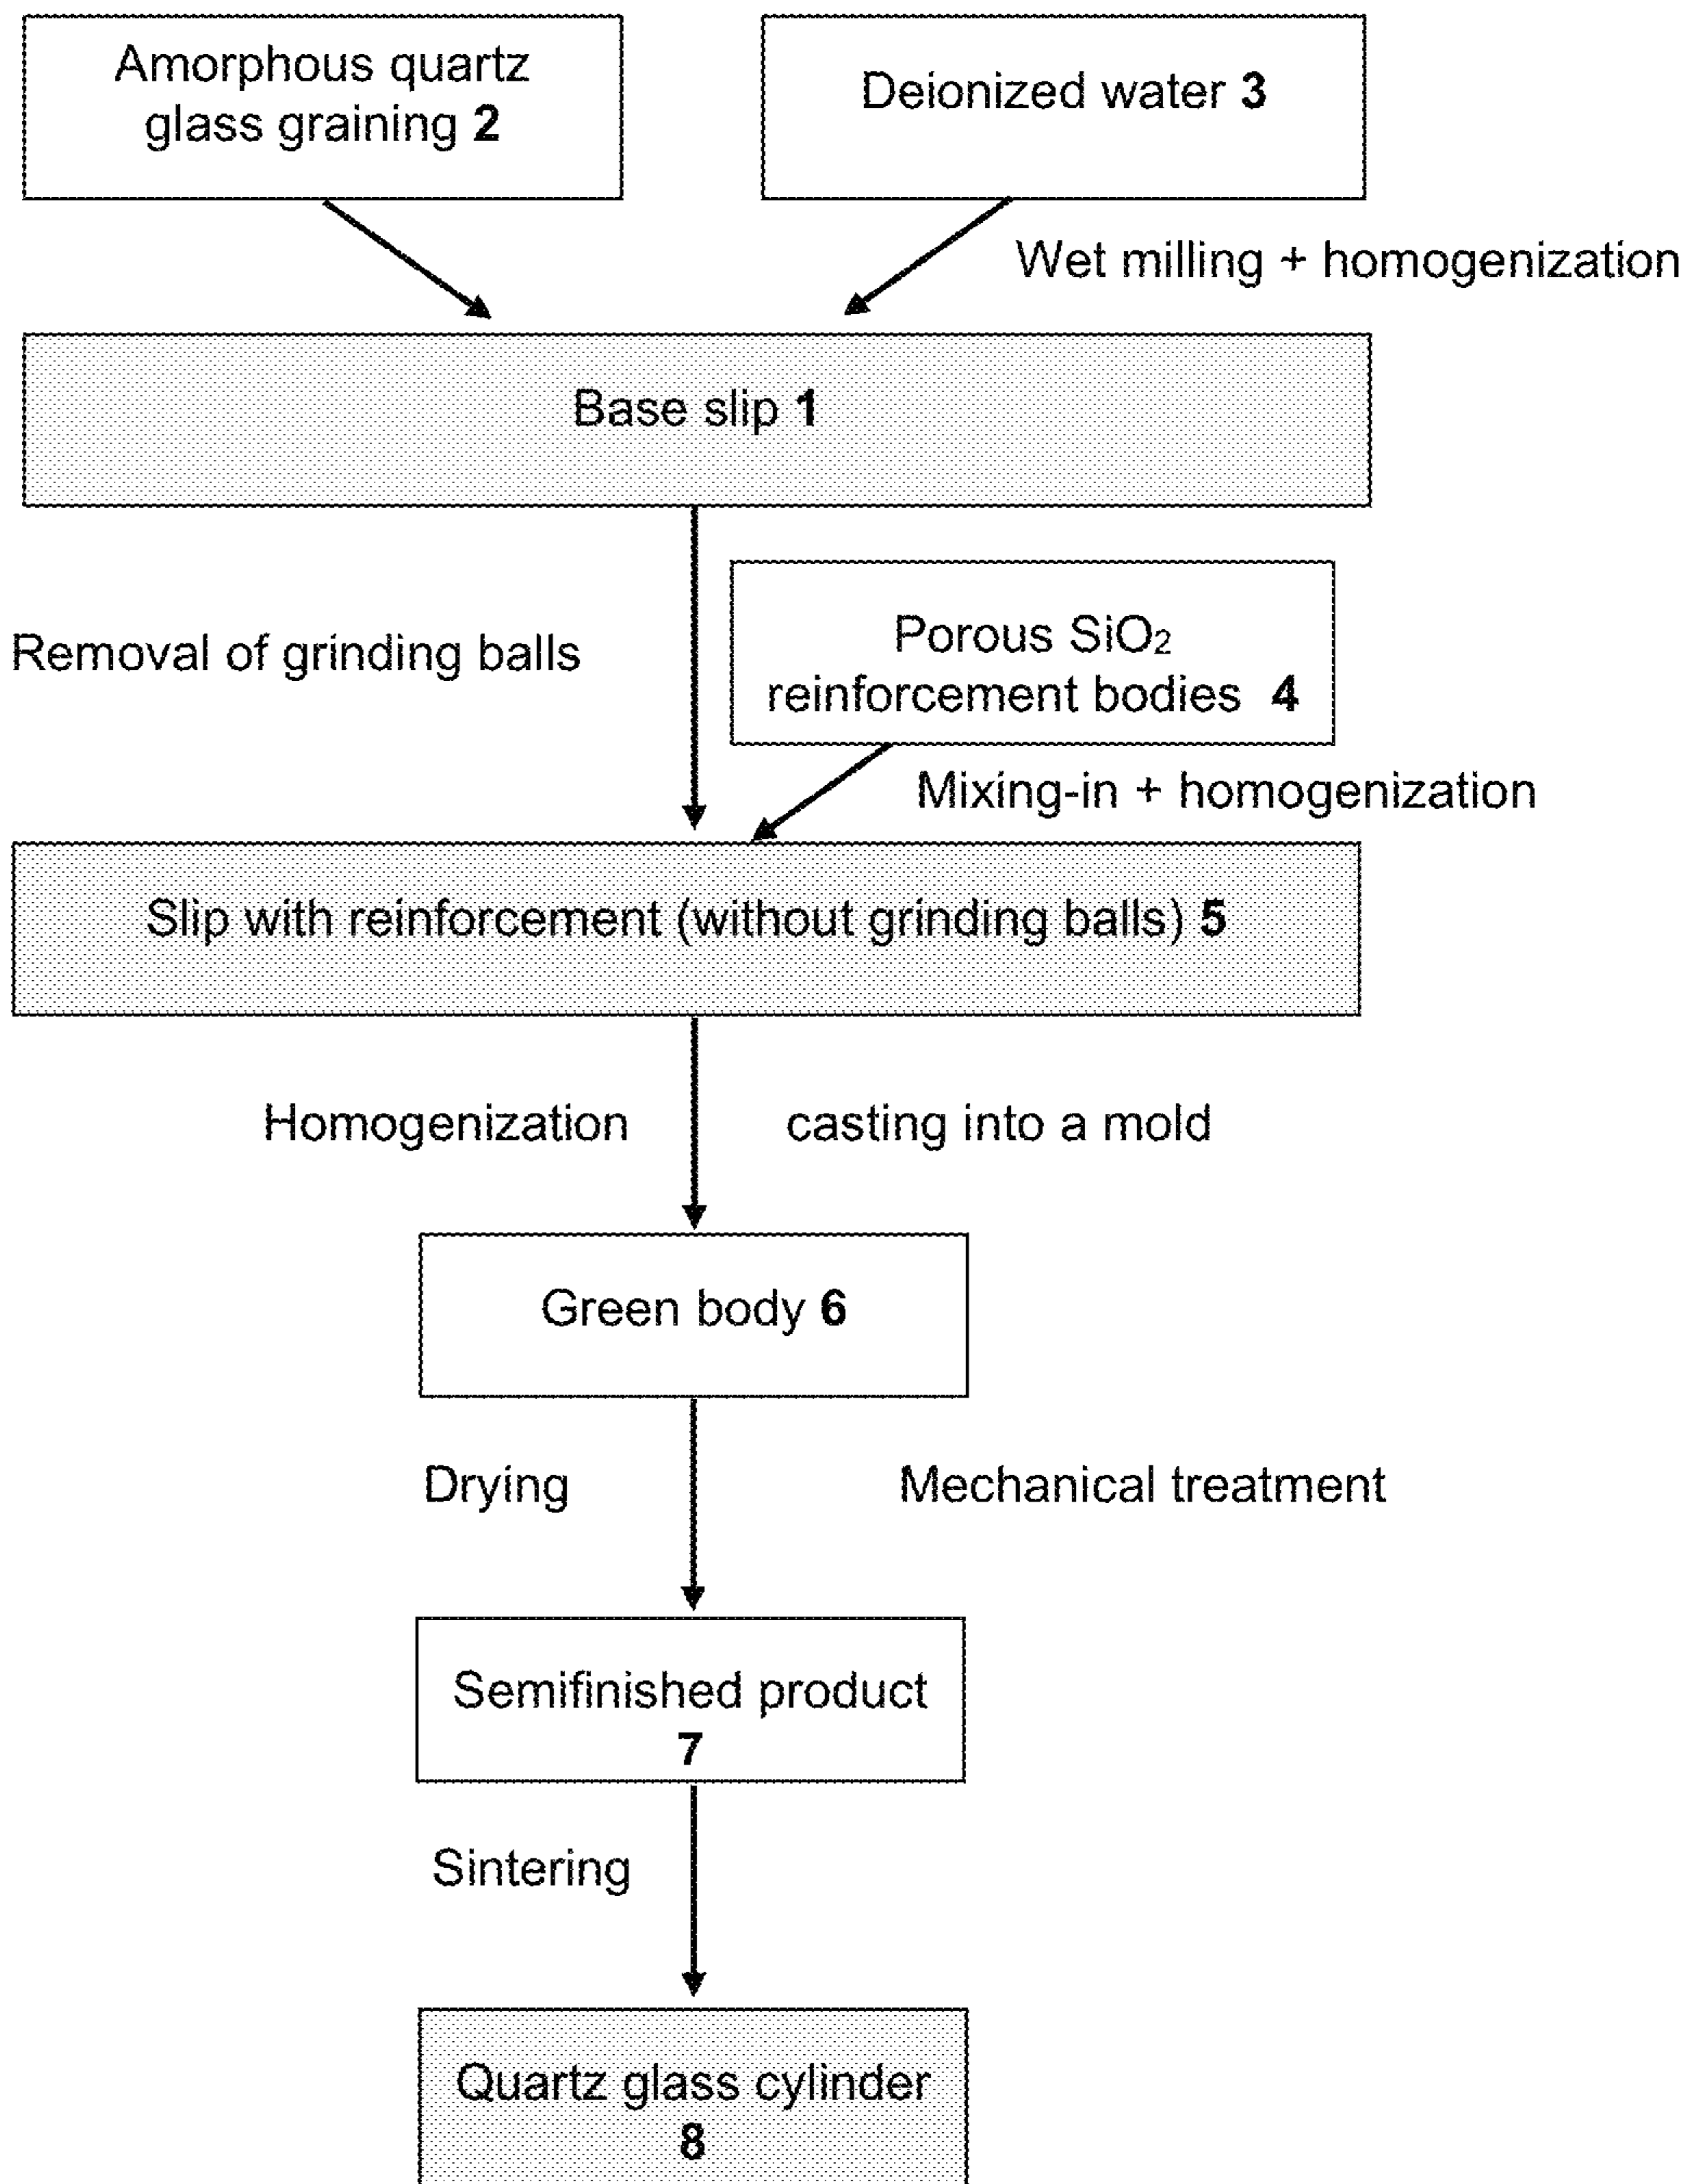 Amorphous quartz
glass graining 2
Deionized water 3
Wet milling + homogenization
Base slip 1
Removal of grinding balls
Porous SiO₂
reinforcement bodies 4
Mixing-in + homogenization
Slip with reinforcement (without grinding balls) 5
Homogenization
casting into a mold
Green body 6
Drying
Mechanical treatment
Semifinished product
7
Sintering
Quartz glass cylinder
8